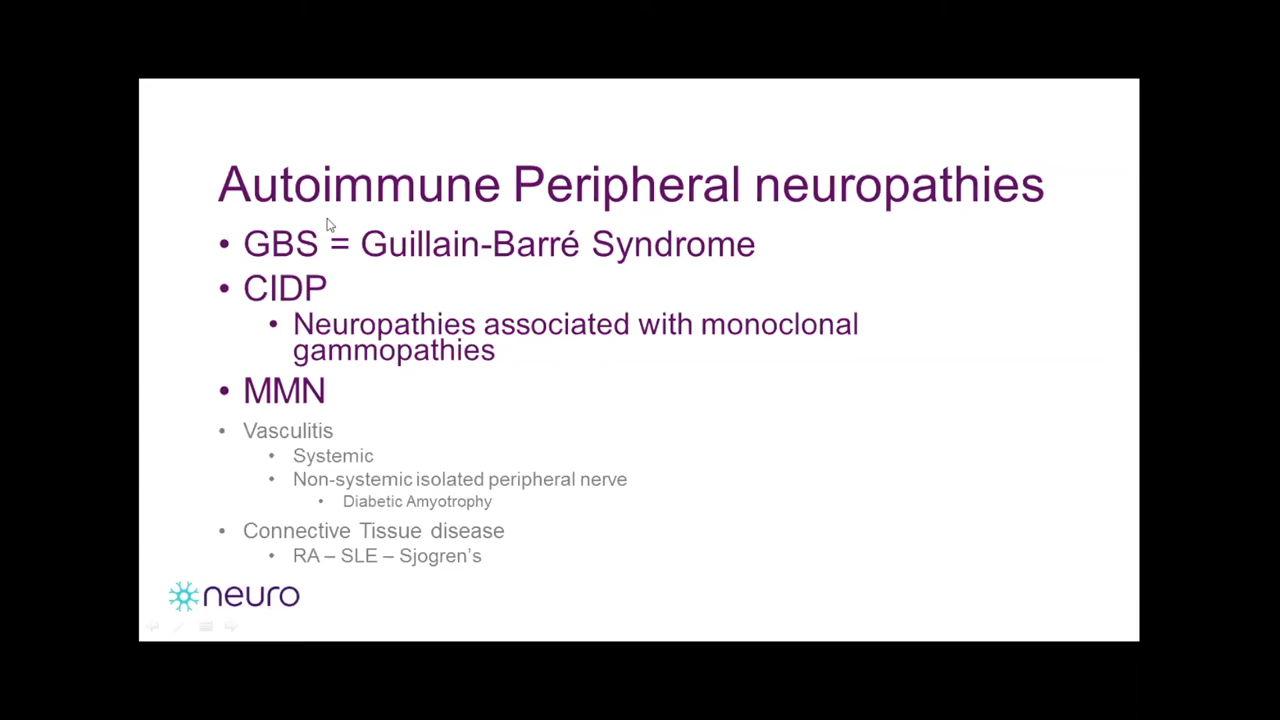 Autoimmune Peripheral neuropathies
• GBS = Guillain-Barré Syndrome
• CIDP
• Neuropathies associated with monoclonal
gammopathies
• MMN
• Vasculitis
• Systemic
• Non-systemic isolated peripheral nerve
• Diabetic Amyotrophy
• Connective Tissue disease
• RA – SLE – Sjogren's
neuro